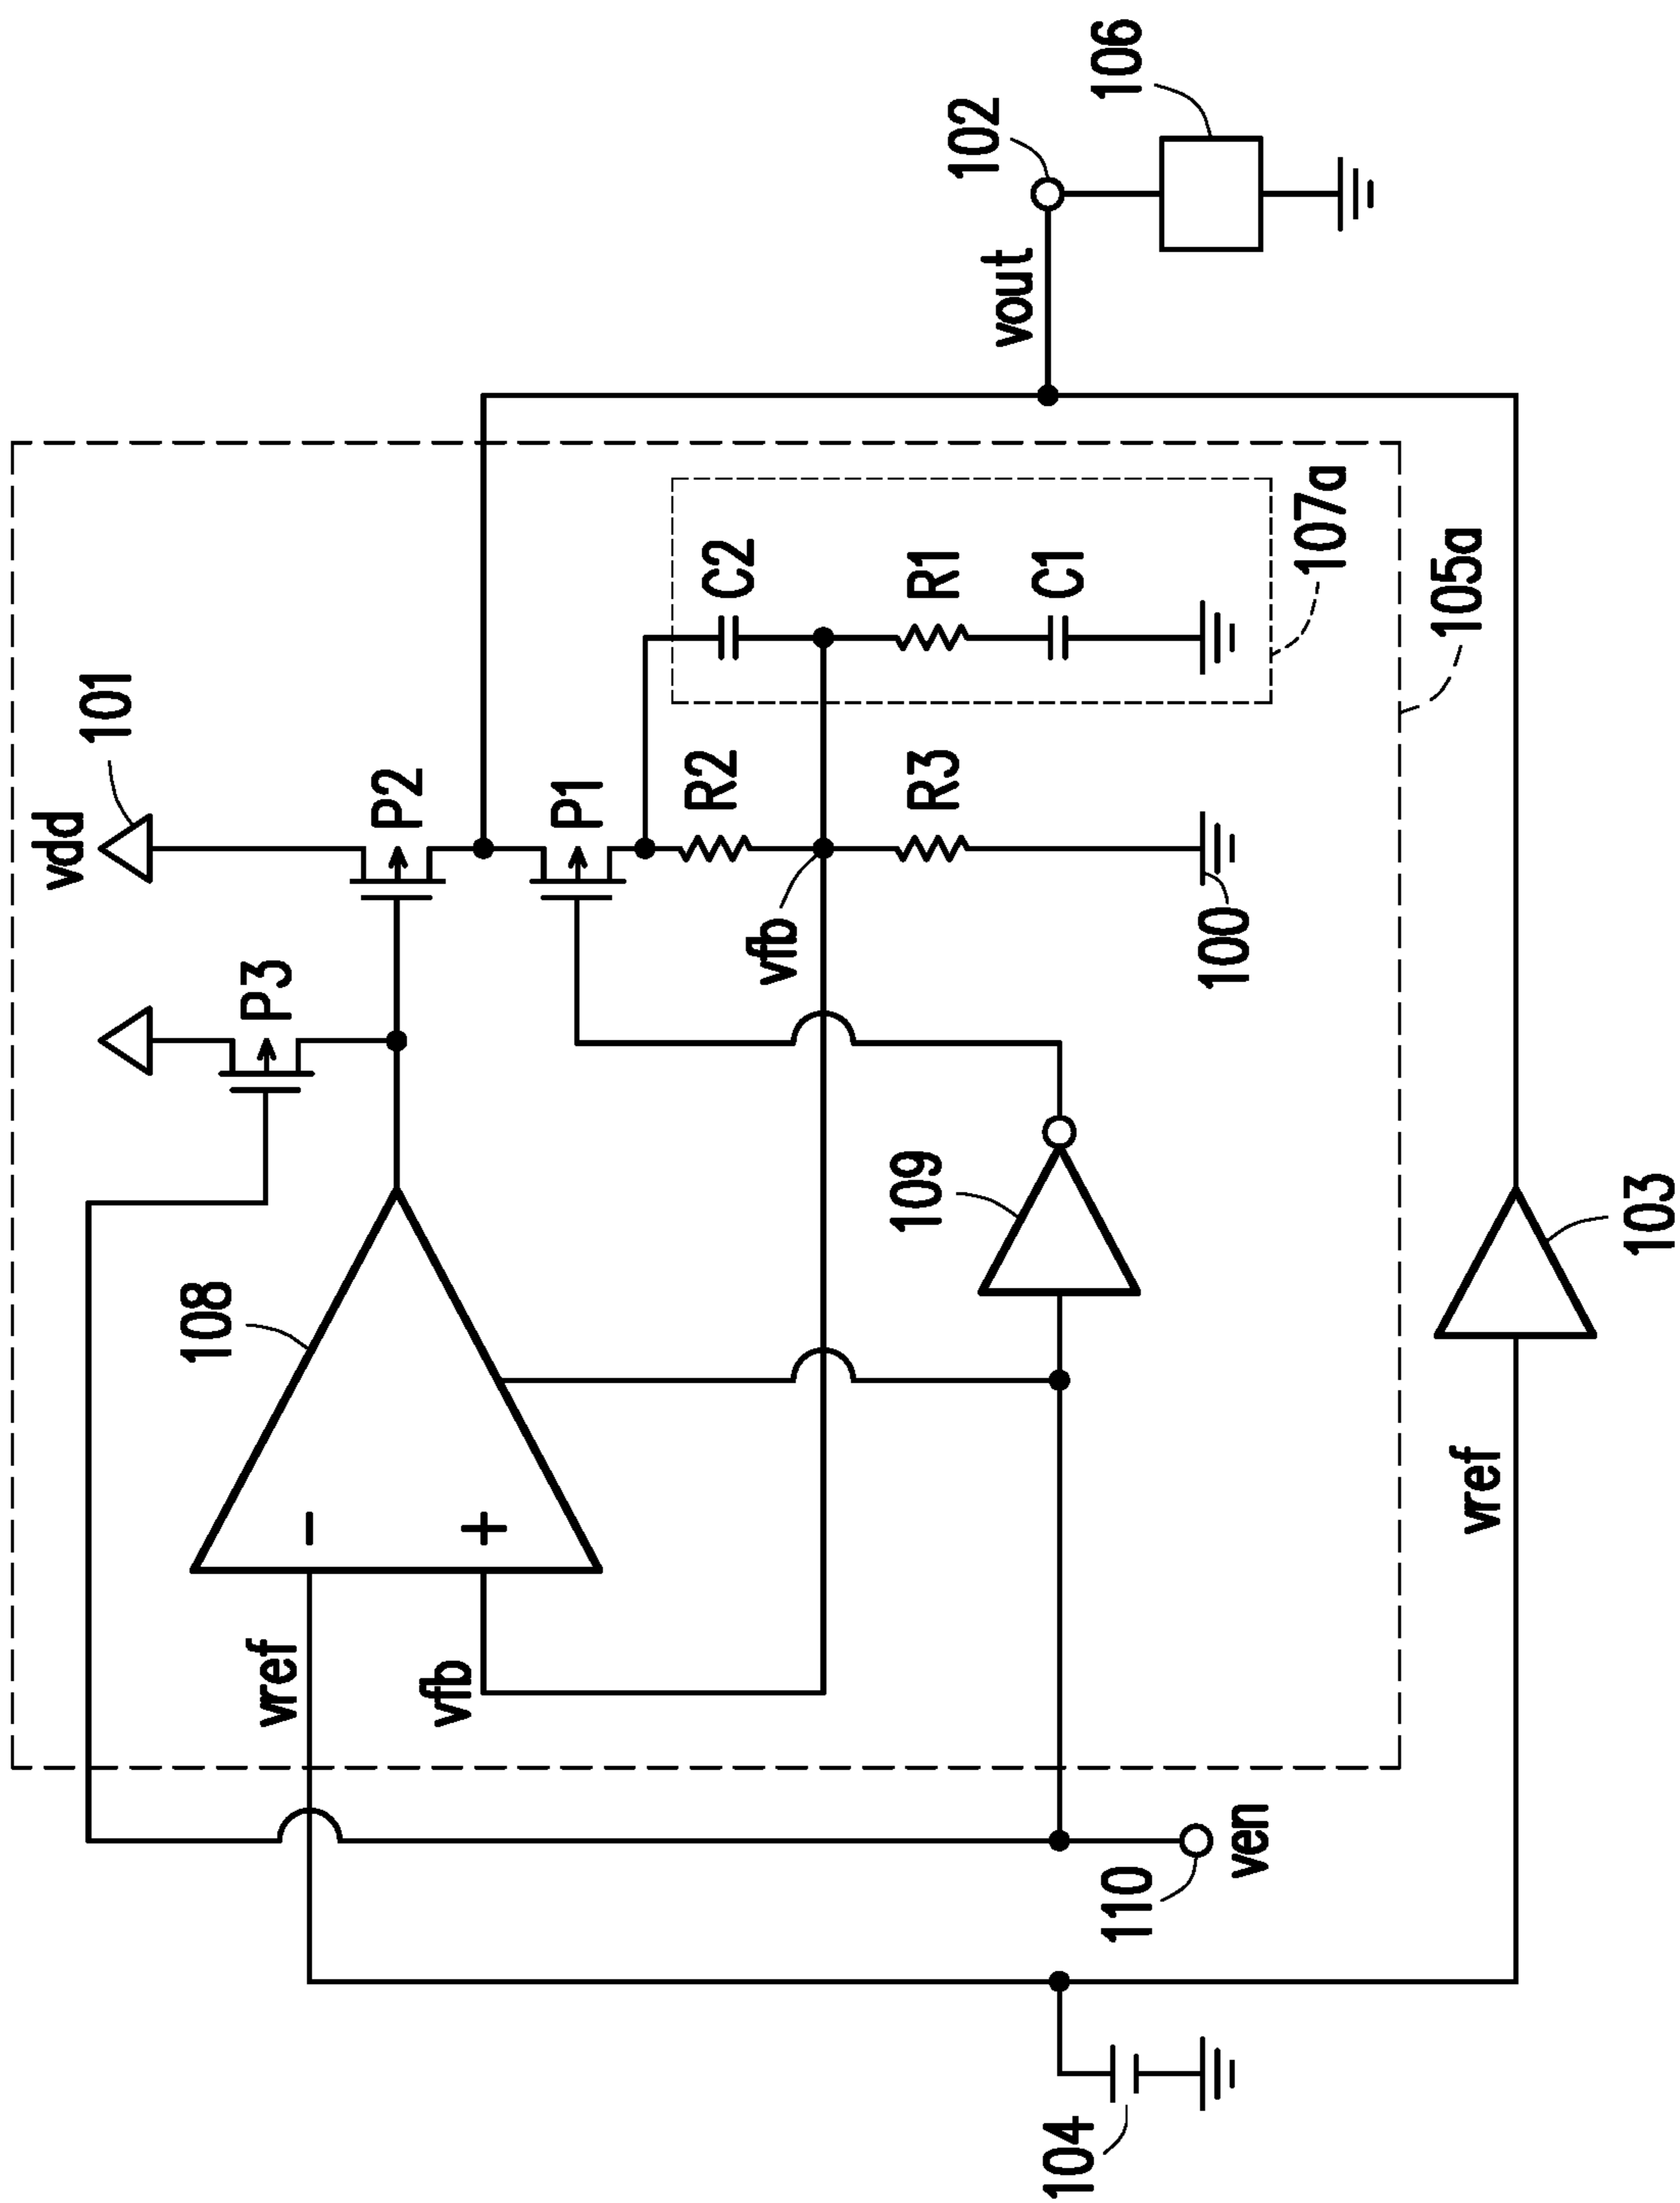 vdd
101
P3
P2
108
vref
−
vfb
+
P1
vout
102
106
R2
C2
vfb
R3
R1
C1
109
100
107a
110
ven
104
105a
vref
103